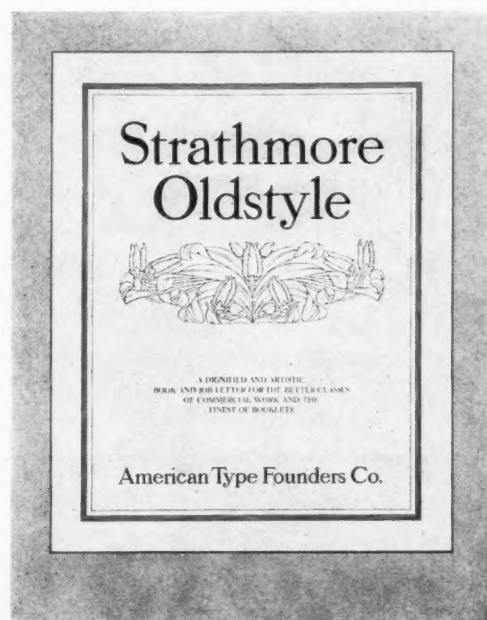 Strathmore
Oldstyle
A DIGNIFIED AND ARTISTIC
BOOK AND JOB LETTER FOR THE BETTER CLASSES
OF COMMERCIAL WORK AND THE
FINEST OF BOOKLETS
American Type Founders Co.